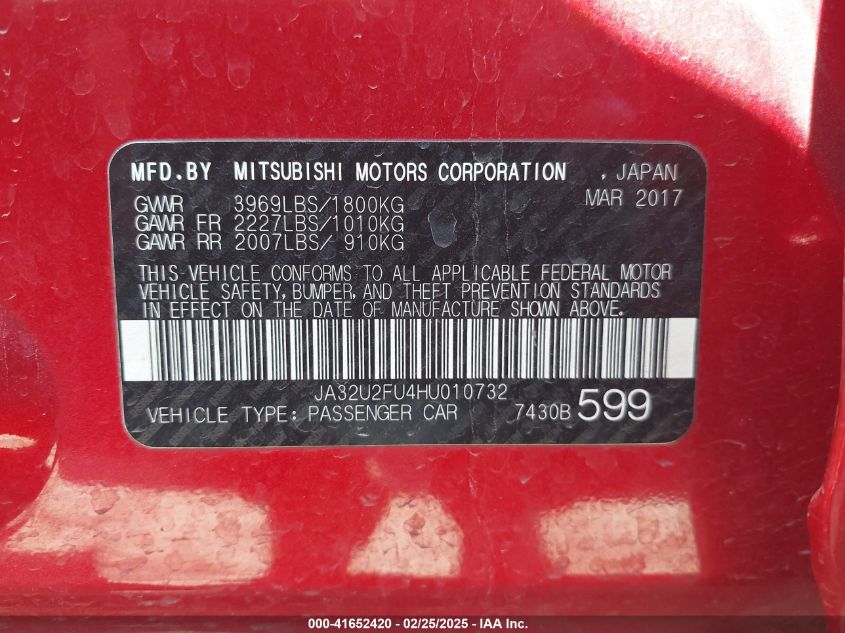 MFD.BY MITSUBISHI MOTORS CORPORATION , JAPAN
GVWR 3969LBS/1800KG MAR 2017
GAWR FR 2227LBS/1010KG
GAWR RR 2007LBS/ 910KG
THIS VEHICLE CONFORMS TO ALL APPLICABLE FEDERAL MOTOR
VEHICLE SAFETY, BUMPER, AND THEFT PREVENTION STANDARDS
IN EFFECT ON THE DATE OF MANUFACTURE SHOWN ABOVE.
JA32U2FU4HU010732
VEHICLE TYPE: PASSENGER CAR 7430B 599
000-41652420 - 02/25/2025 - IAA Inc.